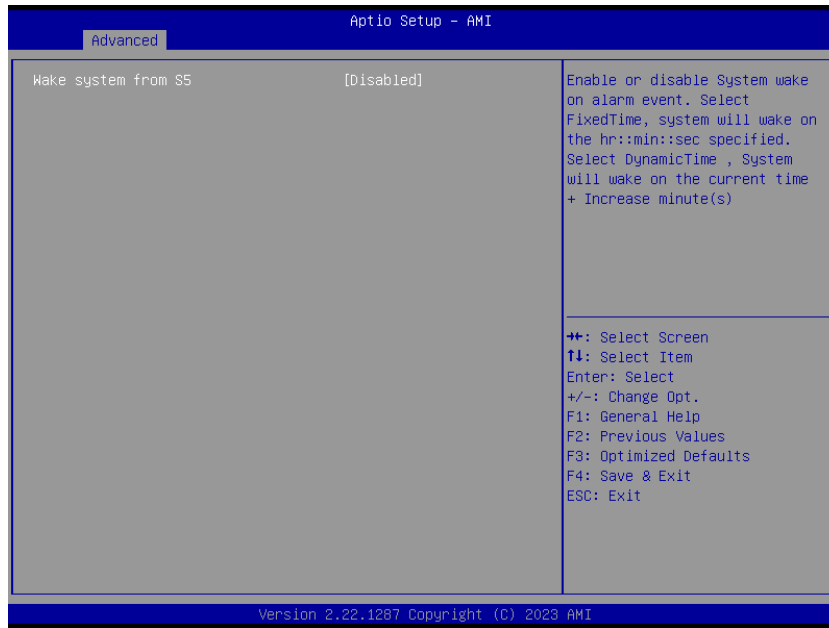 Aptio Setup – AMI
Advanced
Wake system from S5 [Disabled]
Enable or disable System wake
on alarm event. Select
FixedTime, system will wake on
the hr::min::sec specified.
Select DynamicTime , System
will wake on the current time
+ Increase minute(s)
→←: Select Screen
↑↓: Select Item
Enter: Select
+/-: Change Opt.
F1: General Help
F2: Previous Values
F3: Optimized Defaults
F4: Save & Exit
ESC: Exit
Version 2.22.1287 Copyright (C) 2023 AMI